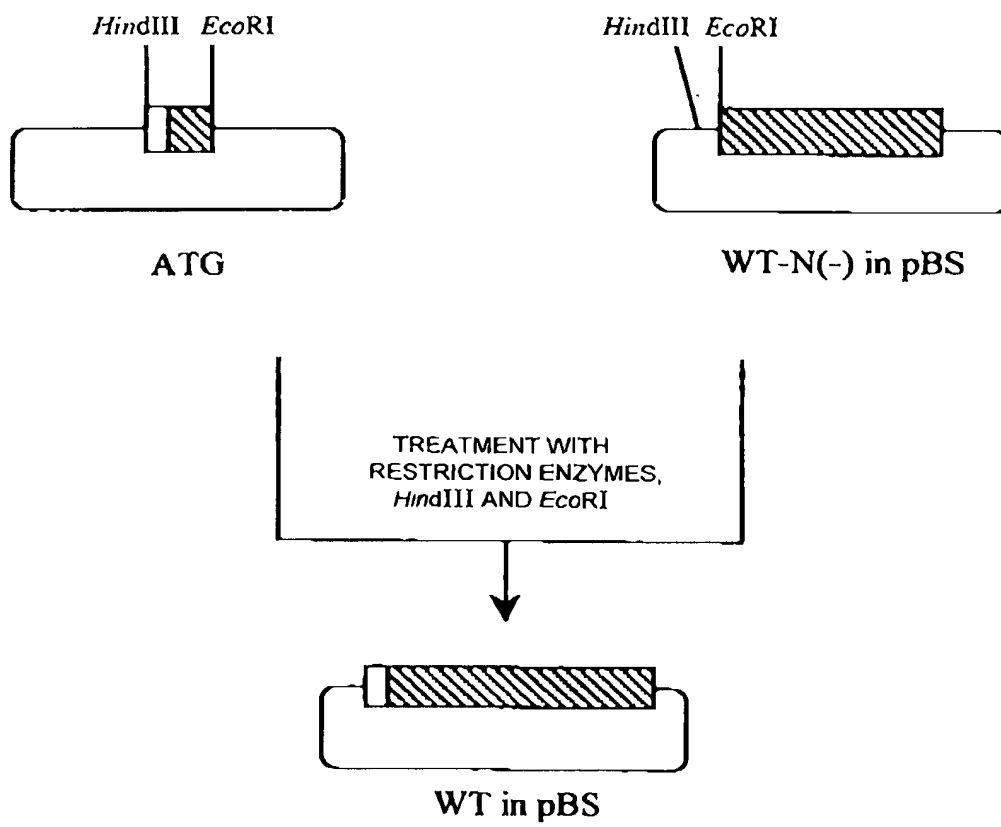 HindIII EcoRI
HindIII EcoRI
ATG
WT-N(-) in pBS
TREATMENT WITH
RESTRICTION ENZYMES,
HindIII AND EcoRI
WT in pBS